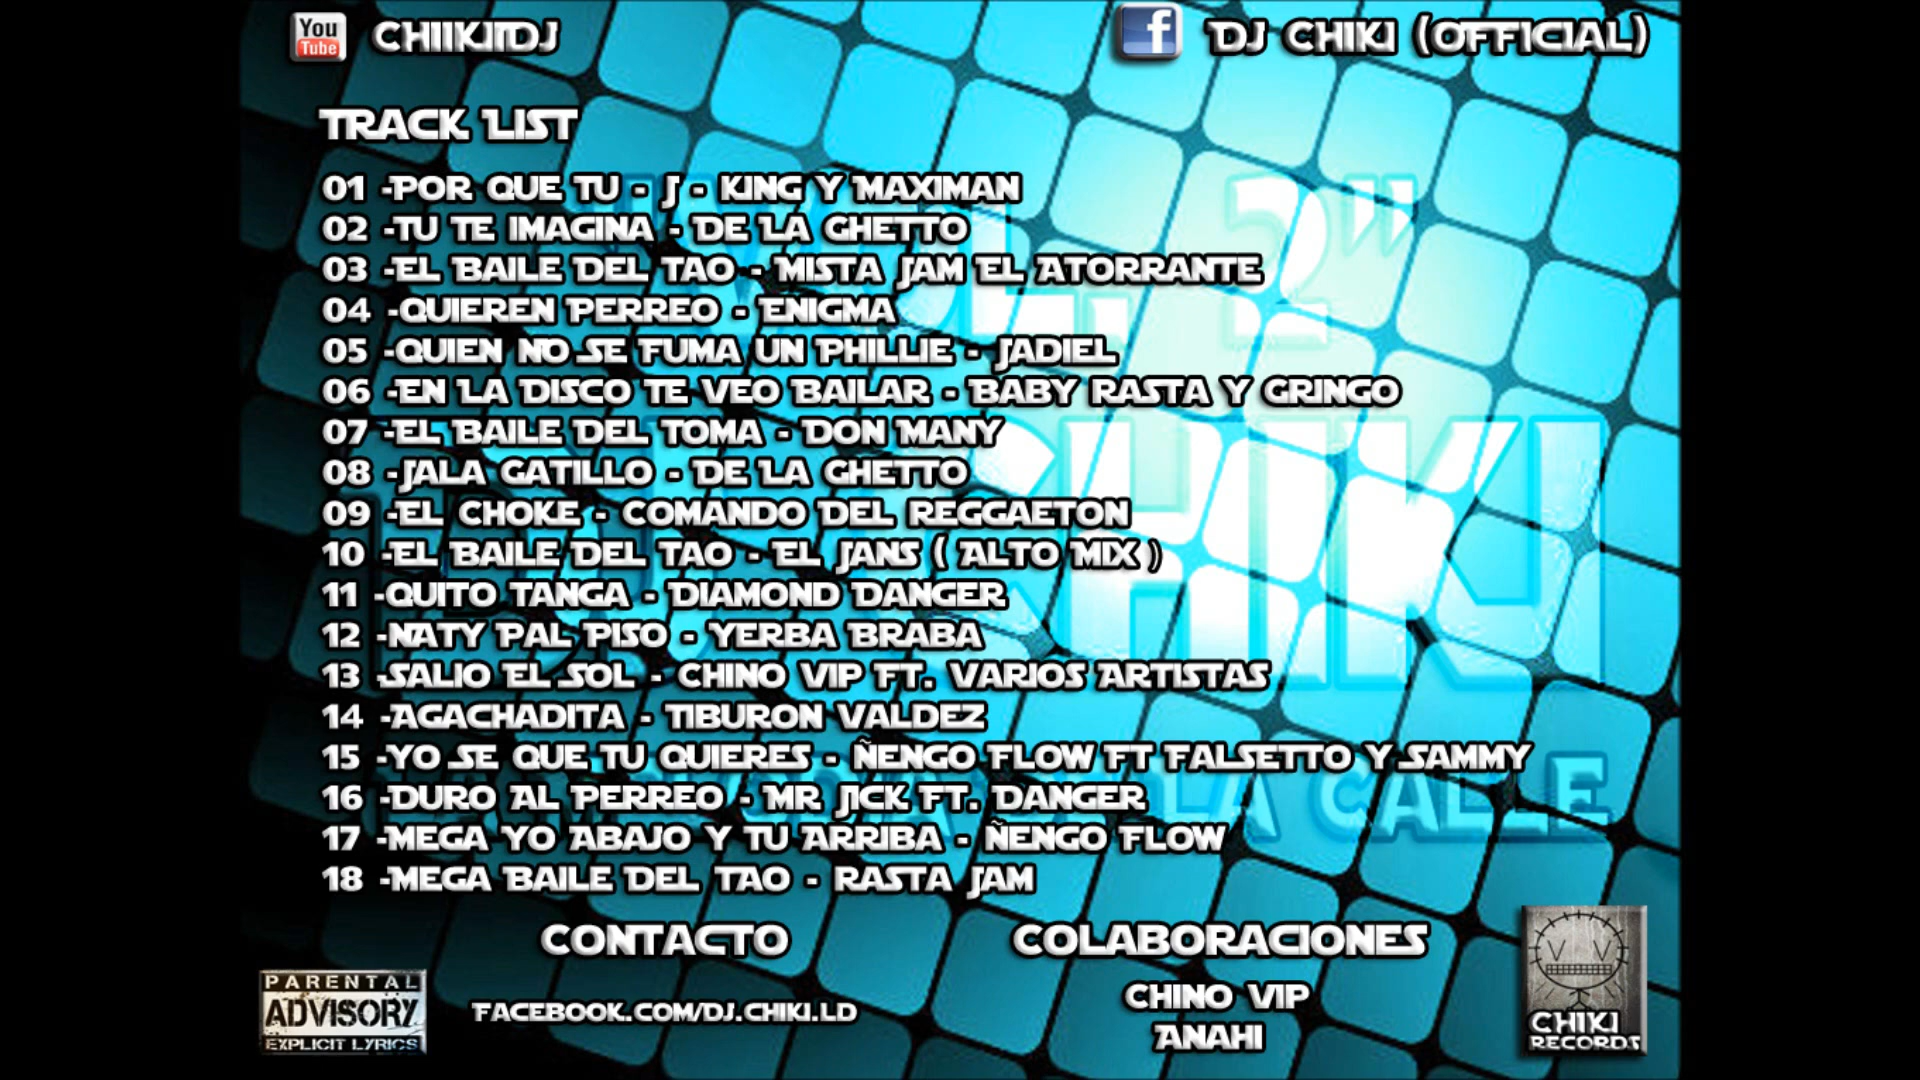 You Tube CHIIKIITDJ
f DJ CHIKI (OFFICIAL)
TRACK LIST
01 -POR QUE TU - J - KING Y MAXIMAN
02 -TU TE IMAGINA - DE LA GHETTO
03 -EL BAILE DEL TAO - MISTA JAM EL ATORRANTE
04 -QUIEREN PERREO - ENIGMA
05 -QUIEN NO SE FUMA UN PHILLIE - JADIEL
06 -EN LA DISCO TE VEO BAILAR - BABY RASTA Y GRINGO
07 -EL BAILE DEL TOMA - DON MANY
08 -JALA GATILLO - DE LA GHETTO
09 -EL CHOKE - COMANDO DEL REGGAETON
10 -EL BAILE DEL TAO - EL JANS ( ALTO MIX )
11 -QUITO TANGA - DIAMOND DANGER
12 -NATY PAL PISO - YERBA BRABA
13 -SALIO EL SOL - CHINO VIP FT. VARIOS ARTISTAS
14 -AGACHADITA - TIBURON VALDEZ
15 -YO SE QUE TU QUIERES - ÑENGO FLOW FT FALSETTO Y SAMMY
16 -DURO AL PERREO - MR JICK FT. DANGER
17 -MEGA YO ABAJO Y TU ARRIBA - ÑENGO FLOW
18 -MEGA BAILE DEL TAO - RASTA JAM
VOL. 2"
CHIKI
LA CALLE
CONTACTO
FACEBOOK.COM/DJ.CHIKI.LD
COLABORACIONES
CHINO VIP
ANAHI
PARENTAL
ADVISORY
EXPLICIT LYRICS
CHIKI
RECORDS